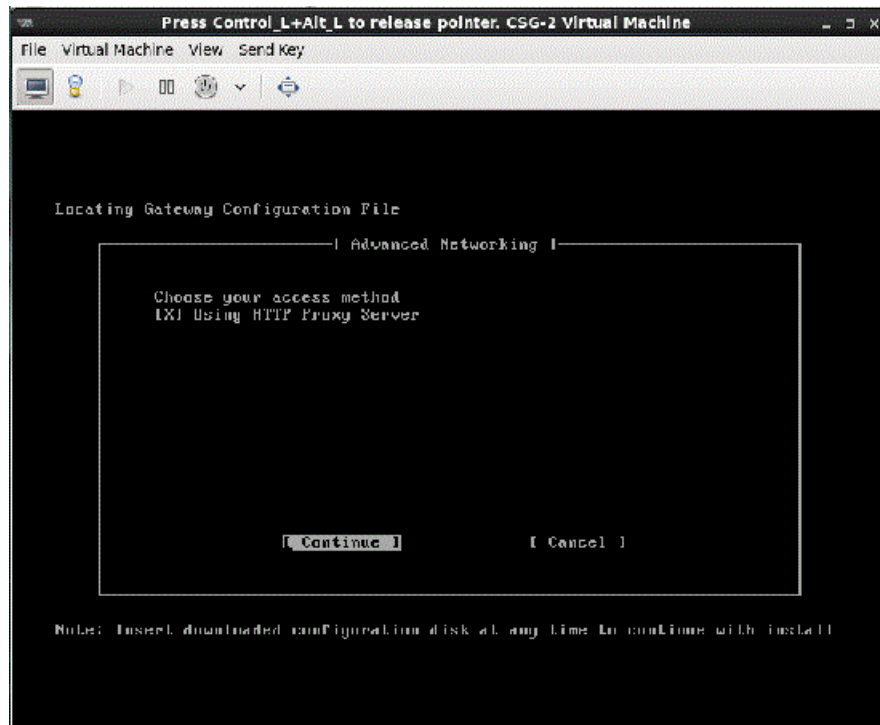 Press Control_L+Alt_L to release pointer. CSG-2 Virtual Machine
File Virtual Machine View Send Key
Locating Gateway Configuration File
[ Advanced Networking ]
Choose your access method
[X] Using HTTP Proxy Server
[ Continue ] [ Cancel ]
Note: Insert downloaded configuration disk at any time to continue with install